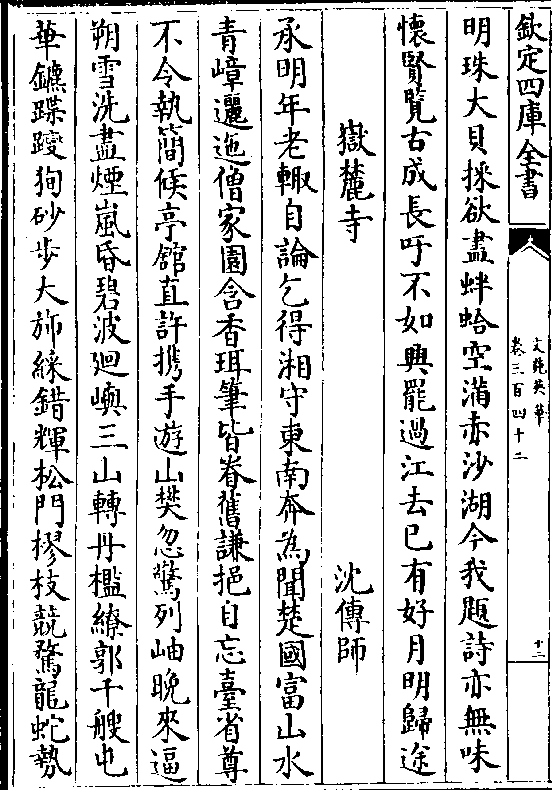 欽定四庫全書
文苑英華
卷三百四十二
十二
明珠大貝採欲盡蚌蛤空滿赤沙湖今我題詩亦無味
懷賢覽古成長吁不如興罷過江去已有好月明歸途
嶽麓寺
沈傳師
承明年老輙自論乞得湘守東南奔為聞楚國富山水
青嶂邐迤僧家園含香珥筆皆眷舊謙挹自忘臺省尊
不令執簡候亭館直許携手遊山樊忽驚列岫曉來逼
朔雪洗盡煙嵐昏碧波廻嶼三山轉丹檻繚郭千艘屯
華鑣蹀躞狥砂步大旆綵錯輝松門樛枝競騖龍蛇勢